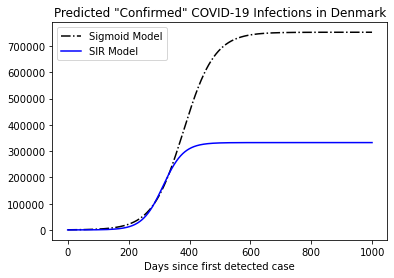 Predicted "Confirmed" COVID-19 Infections in Denmark
Sigmoid Model
SIR Model
700000
600000
500000
400000
300000
200000
100000
0
0 200 400 600 800 1000
Days since first detected case